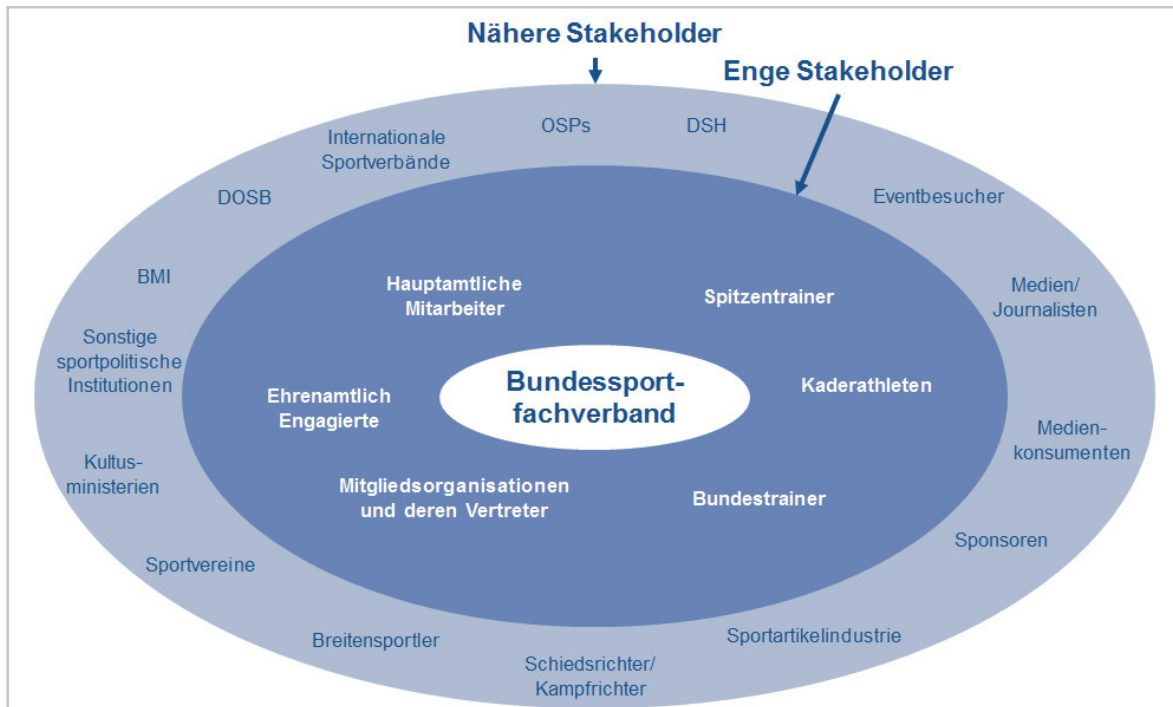 Nähere Stakeholder
Enge Stakeholder
OSPs
DSH
Internationale
Sportverbände
DOSB
Eventbesucher
BMI
Medien/
Journalisten
Sonstige
sportpolitische
Institutionen
Hauptamtliche
Mitarbeiter
Spitzentrainer
Bundessport-
fachverband
Ehrenamtlich
Engagierte
Kaderathleten
Medien-
konsumenten
Kultus-
ministerien
Mitgliedsorganisationen
und deren Vertreter
Bundestrainer
Sponsoren
Sportvereine
Breitensportler
Sportartikelindustrie
Schiedsrichter/
Kampfrichter